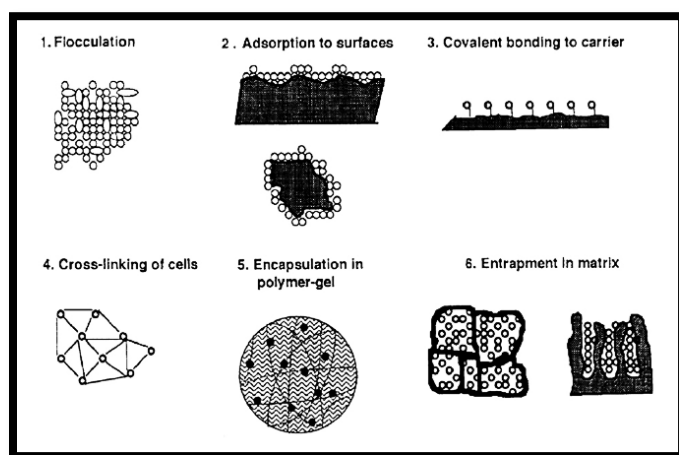 1. Flocculation
2 . Adsorption to surfaces
3. Covalent bonding to carrier
4. Cross-linking of cells
5. Encapsulation in
polymer-gel
6. Entrapment in matrix